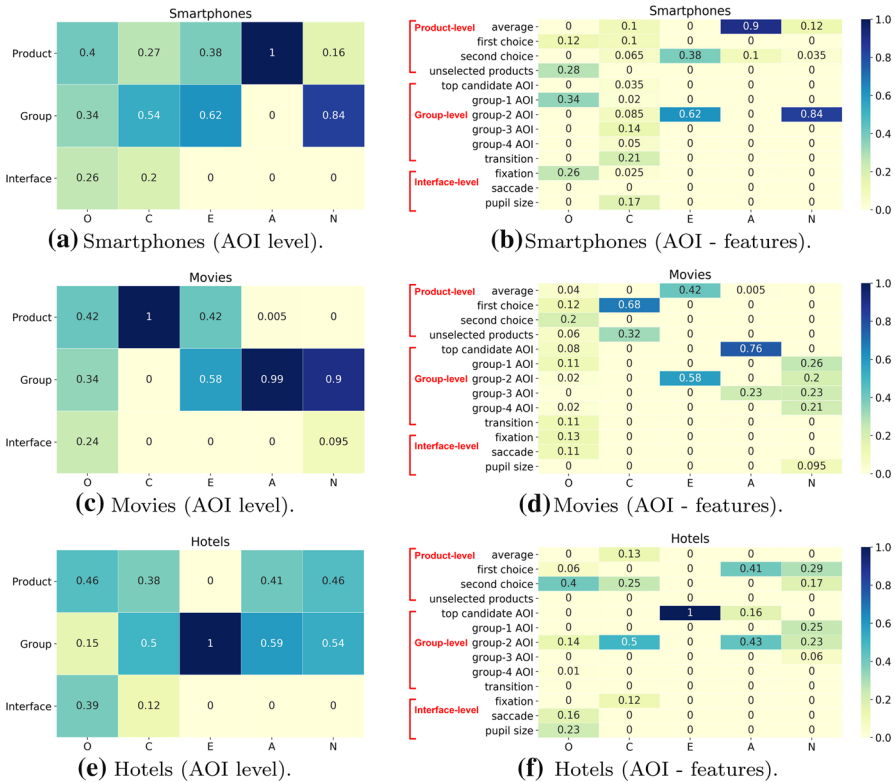 Smartphones
Product 0.4 0.27 0.38 1 0.16
Group 0.34 0.54 0.62 0 0.84
Interface 0.26 0.2 0 0 0
O C E A N
(a) Smartphones (AOI level).
Smartphones
Product-level
average 0 0.1 0 0.9 0.12
first choice 0.12 0.1 0 0 0
second choice 0 0.065 0.38 0.1 0.035
unselected products 0.28 0 0 0 0
Group-level
top candidate AOI 0 0.035 0 0 0
group-1 AOI 0.34 0.02 0 0 0
group-2 AOI 0 0.085 0.62 0 0.84
group-3 AOI 0 0.14 0 0 0
group-4 AOI 0 0.05 0 0 0
transition 0 0.21 0 0 0
Interface-level
fixation 0.26 0.025 0 0 0
saccade 0 0 0 0 0
pupil size 0 0.17 0 0 0
O C E A N
1.0
0.8
0.6
0.4
0.2
0.0
(b) Smartphones (AOI - features).
Movies
Product 0.42 1 0.42 0.005 0
Group 0.34 0 0.58 0.99 0.9
Interface 0.24 0 0 0 0.095
O C E A N
(c) Movies (AOI level).
Movies
Product-level
average 0.04 0 0.42 0.005 0
first choice 0.12 0.68 0 0 0
second choice 0.2 0 0 0 0
unselected products 0.06 0.32 0 0 0
Group-level
top candidate AOI 0.08 0 0 0.76 0
group-1 AOI 0.11 0 0 0 0.26
group-2 AOI 0.02 0 0.58 0 0.2
group-3 AOI 0 0 0 0.23 0.23
group-4 AOI 0.02 0 0 0 0.21
transition 0.11 0 0 0 0
Interface-level
fixation 0.13 0 0 0 0
saccade 0.11 0 0 0 0
pupil size 0 0 0 0 0.095
O C E A N
1.0
0.8
0.6
0.4
0.2
0.0
(d) Movies (AOI - features).
Hotels
Product 0.46 0.38 0 0.41 0.46
Group 0.15 0.5 1 0.59 0.54
Interface 0.39 0.12 0 0 0
O C E A N
(e) Hotels (AOI level).
Hotels
Product-level
average 0 0.13 0 0 0
first choice 0.06 0 0 0.41 0.29
second choice 0.4 0.25 0 0 0.17
unselected products 0 0 0 0 0
Group-level
top candidate AOI 0 0 1 0.16 0
group-1 AOI 0 0 0 0 0.25
group-2 AOI 0.14 0.5 0 0.43 0.23
group-3 AOI 0 0 0 0 0.06
group-4 AOI 0.01 0 0 0 0
transition 0 0 0 0 0
Interface-level
fixation 0 0.12 0 0 0
saccade 0.16 0 0 0 0
pupil size 0.23 0 0 0 0
O C E A N
1.0
0.8
0.6
0.4
0.2
0.0
(f) Hotels (AOI - features).